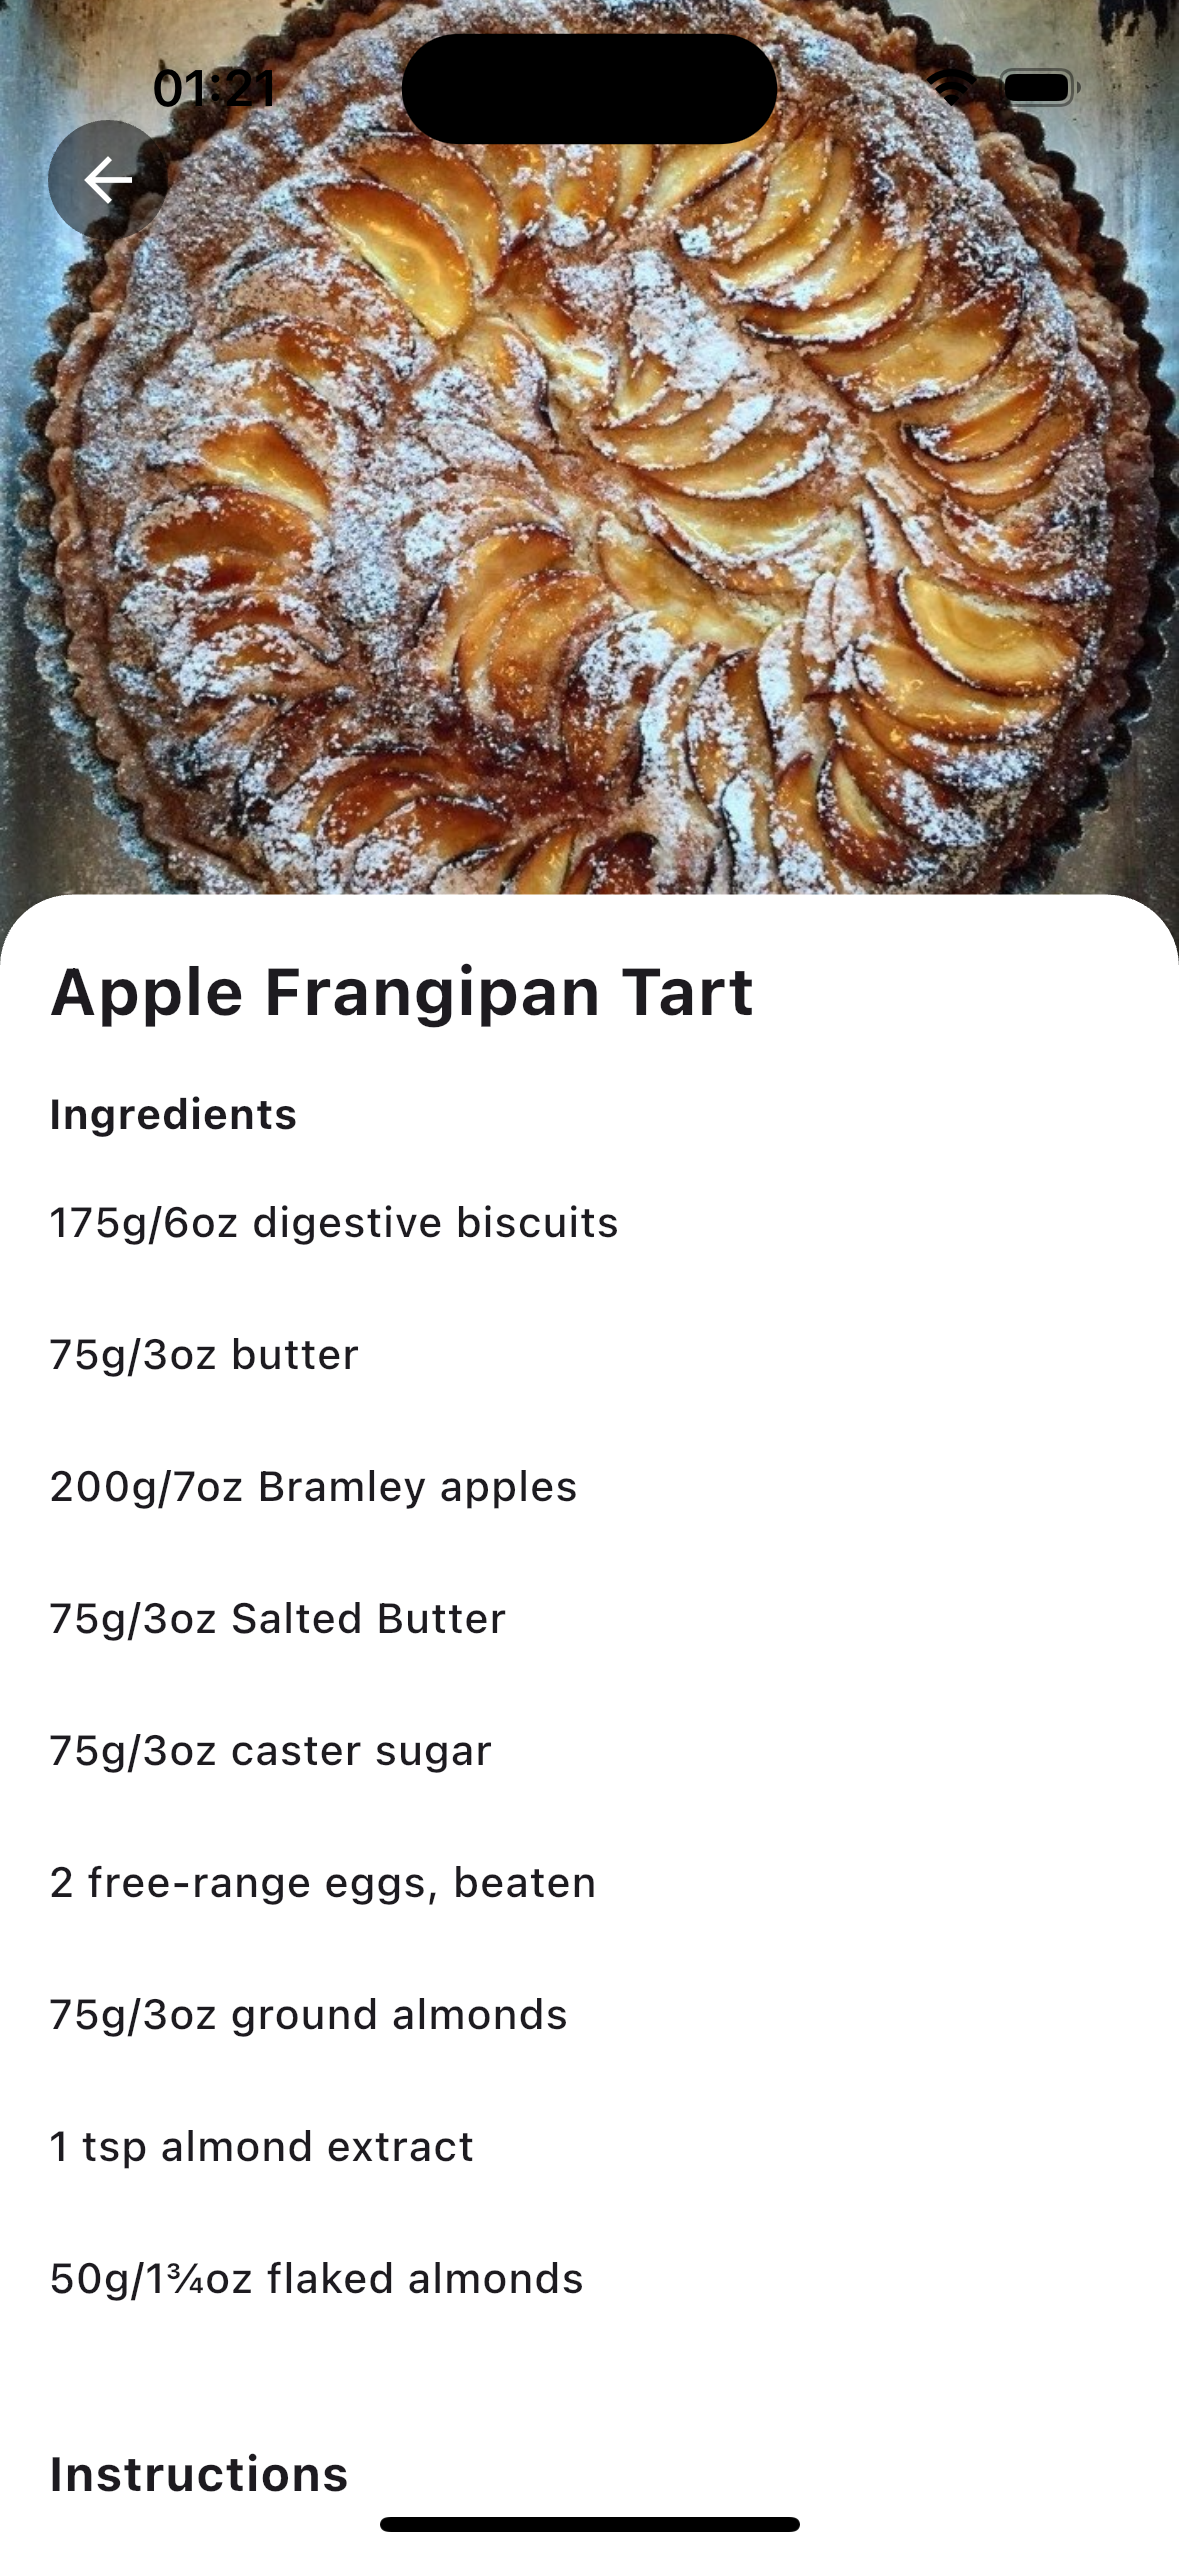 01:21
Apple Frangipan Tart
Ingredients
175g/6oz digestive biscuits
75g/3oz butter
200g/7oz Bramley apples
75g/3oz Salted Butter
75g/3oz caster sugar
2 free-range eggs, beaten
75g/3oz ground almonds
1 tsp almond extract
50g/1¾oz flaked almonds
Instructions